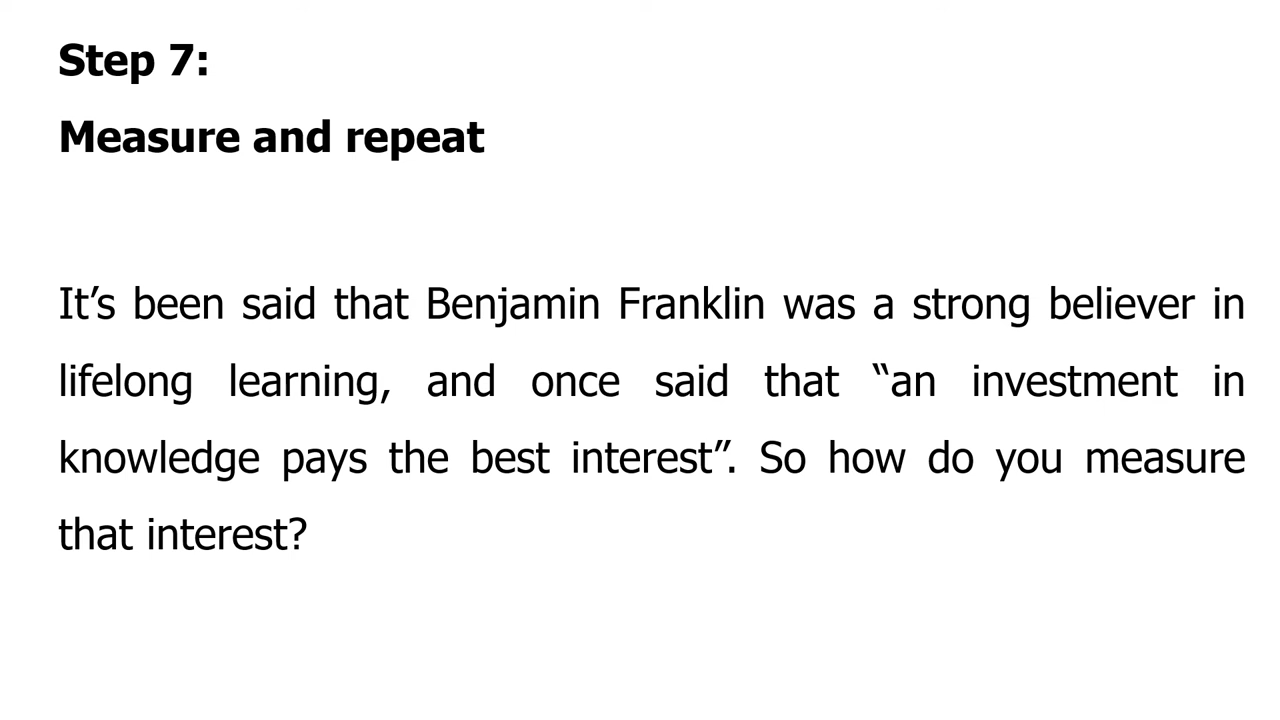 Step 7:
Measure and repeat
It’s been said that Benjamin Franklin was a strong believer in
lifelong learning, and once said that “an investment in
knowledge pays the best interest”. So how do you measure
that interest?